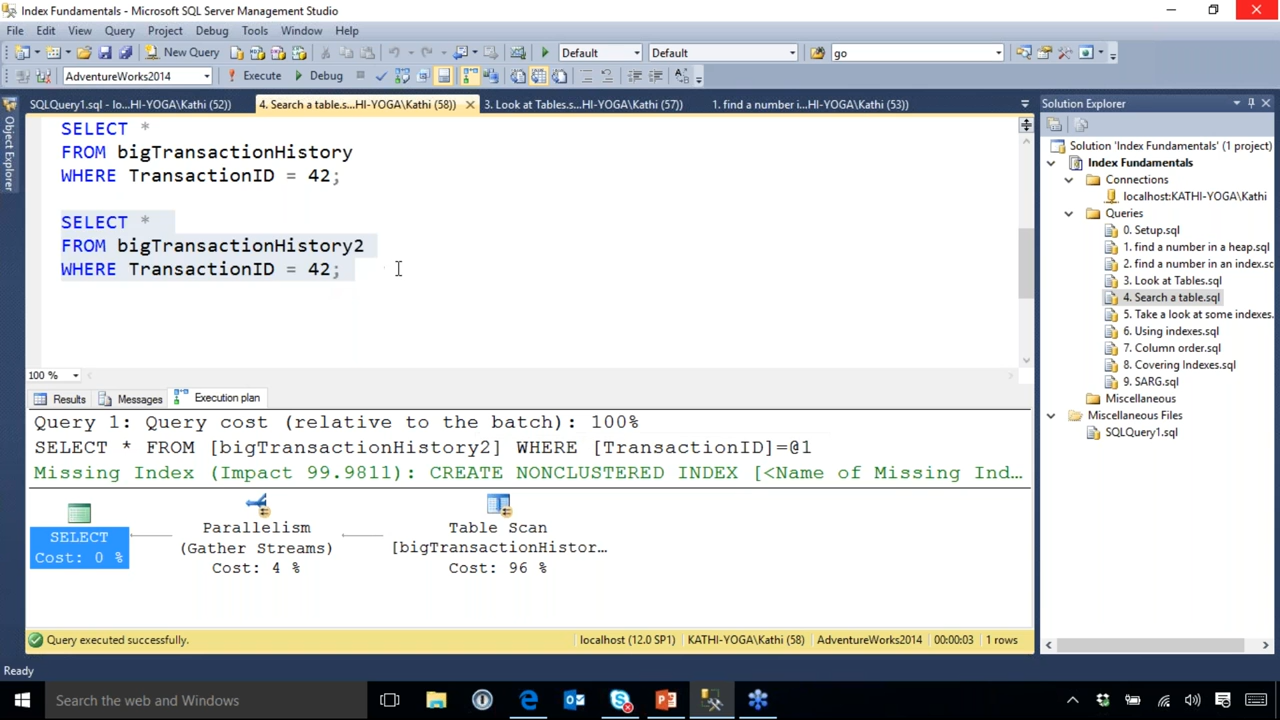 Index Fundamentals - Microsoft SQL Server Management Studio
File Edit View Query Project Debug Tools Window Help
New Query Default Default go
AdventureWorks2014 Execute Debug
SQLQuery1.sql - lo...HI-YOGA\Kathi (52)) 4. Search a table.s...HI-YOGA\Kathi (58)) 3. Look at Tables.s...HI-YOGA\Kathi (57)) 1. find a number i...HI-YOGA\Kathi (53))
Object Explorer
SELECT *
FROM bigTransactionHistory
WHERE TransactionID = 42;
SELECT *
FROM bigTransactionHistory2
WHERE TransactionID = 42;
100 %
Results Messages Execution plan
Query 1: Query cost (relative to the batch): 100%
SELECT * FROM [bigTransactionHistory2] WHERE [TransactionID]=@1
Missing Index (Impact 99.9811): CREATE NONCLUSTERED INDEX [<Name of Missing Ind...
SELECT
Cost: 0 %
Parallelism
(Gather Streams)
Cost: 4 %
Table Scan
[bigTransactionHistor...
Cost: 96 %
Query executed successfully. localhost (12.0 SP1) KATHI-YOGA\Kathi (58) AdventureWorks2014 00:00:03 1 rows
Solution Explorer
Solution 'Index Fundamentals' (1 project)
Index Fundamentals
Connections
localhost:KATHI-YOGA\Kathi
Queries
0. Setup.sql
1. find a number in a heap.sql
2. find a number in an index.sc
3. Look at Tables.sql
4. Search a table.sql
5. Take a look at some indexes.
6. Using indexes.sql
7. Column order.sql
8. Covering Indexes.sql
9. SARG.sql
Miscellaneous
Miscellaneous Files
SQLQuery1.sql
Ready
Search the web and Windows